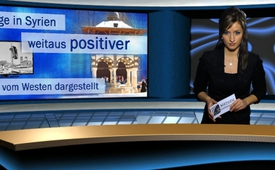 ge in Syrien
weitaus positiver
vom Westen dargestellt